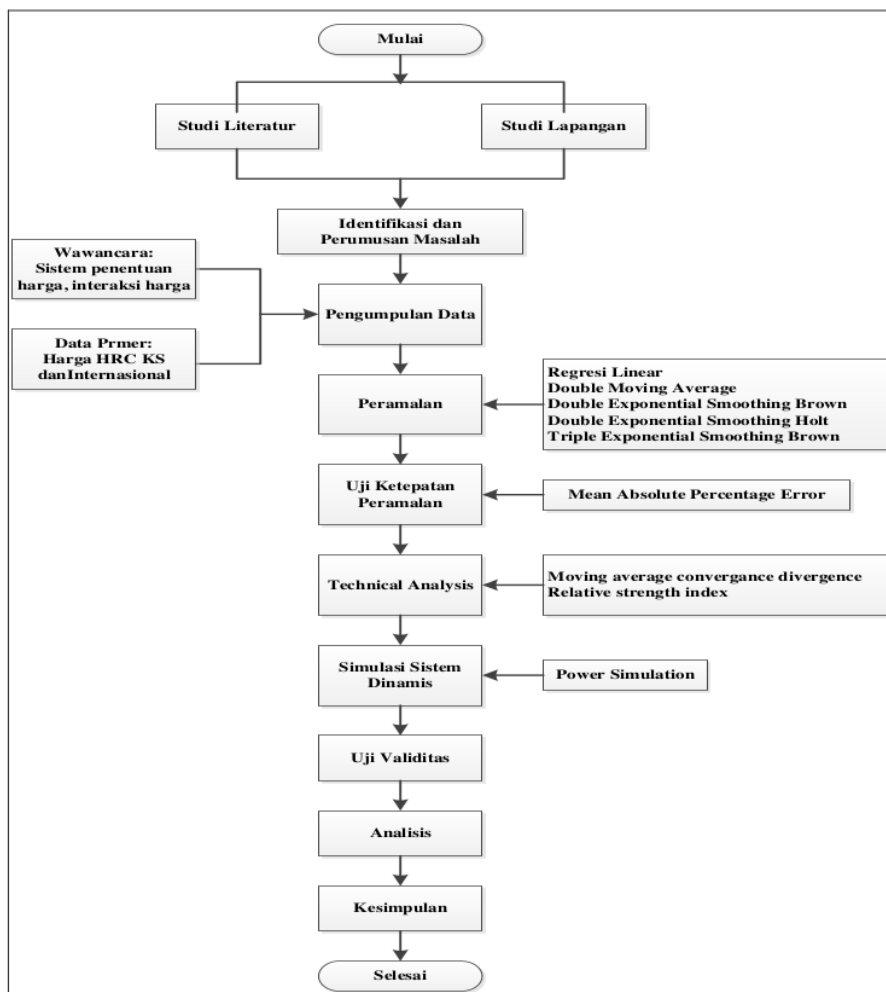 Mulai
Studi Literatur
Studi Lapangan
Identifikasi dan
Perumusan Masalah
Wawancara:
Sistem penentuan
harga, interaksi harga
Pengumpulan Data
Data Prmer:
Harga HRC KS
danInternasional
Peramalan
Regresi Linear
Double Moving Average
Double Exponential Smoothing Brown
Double Exponential Smoothing Holt
Triple Exponential Smoothing Brown
Uji Ketepatan
Peramalan
Mean Absolute Percentage Error
Technical Analysis
Moving average convergance divergence
Relative strength index
Simulasi Sistem
Dinamis
Power Simulation
Uji Validitas
Analisis
Kesimpulan
Selesai